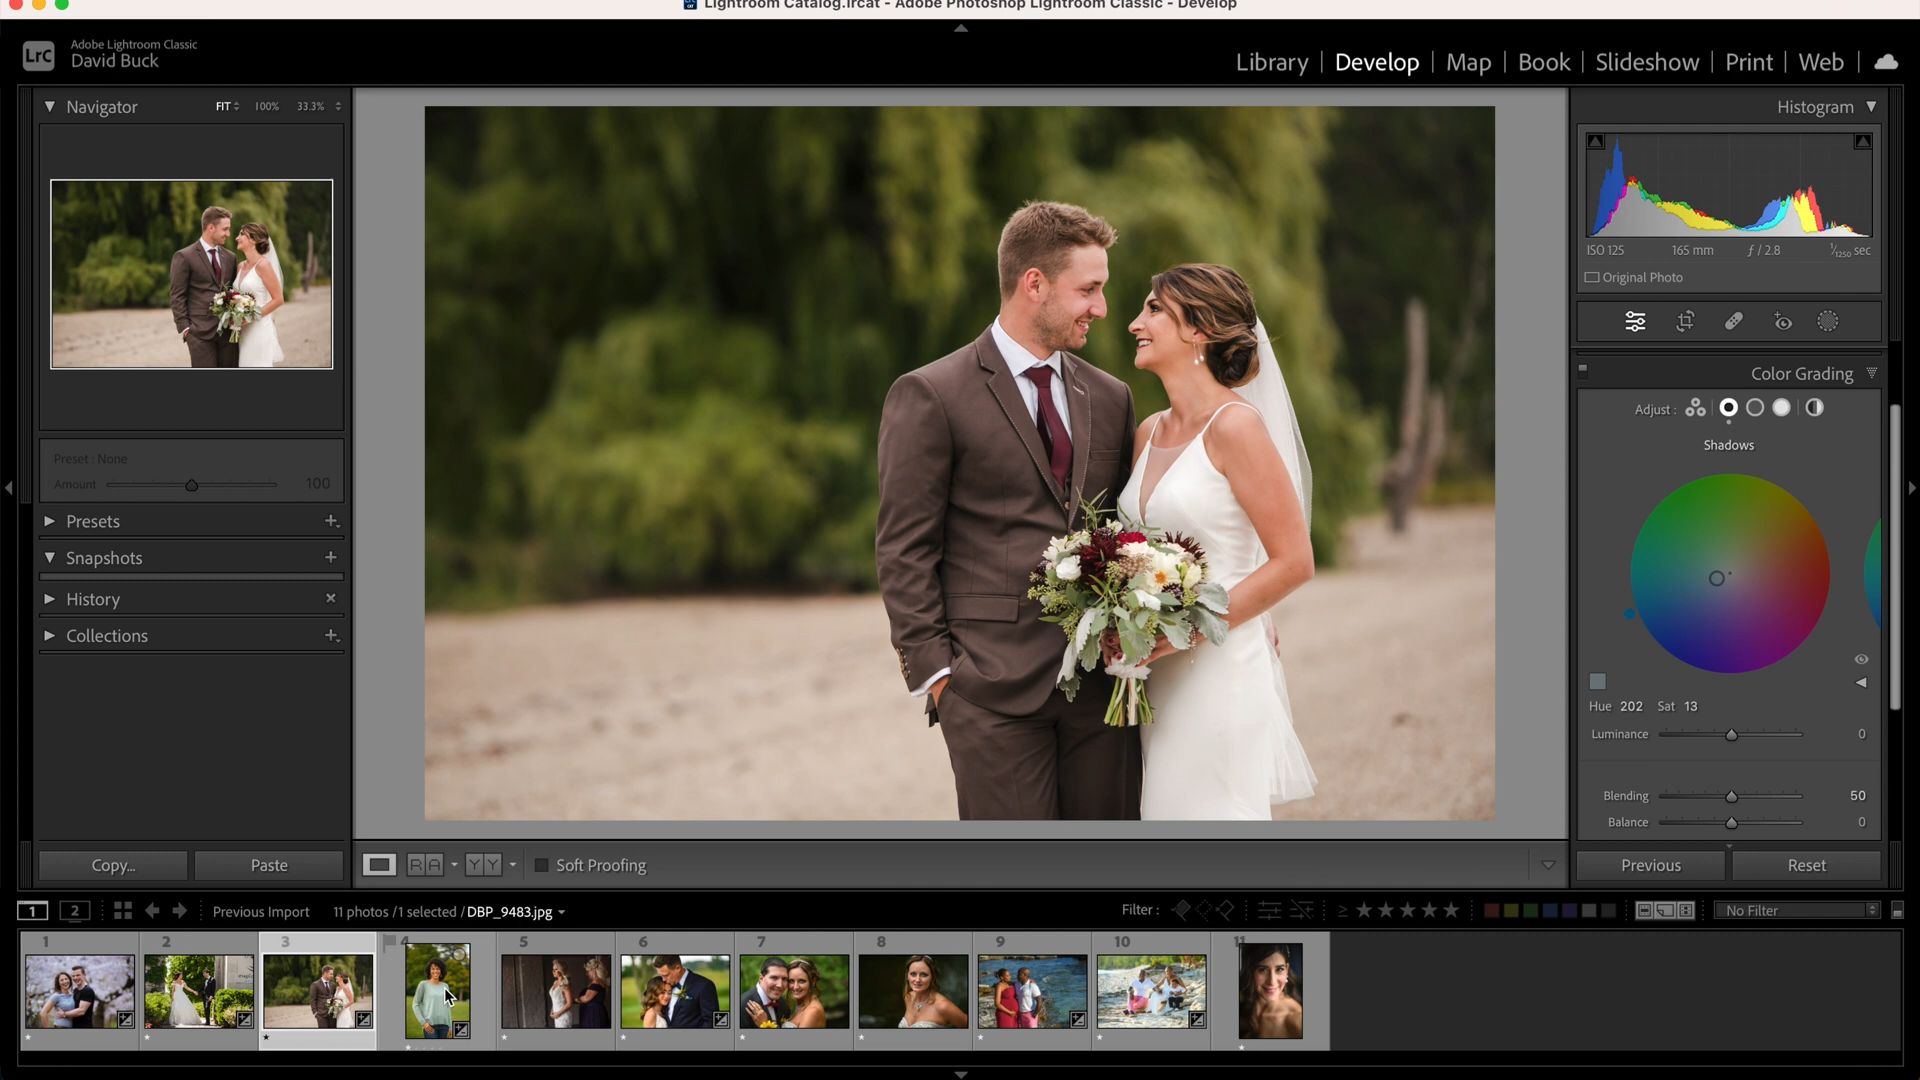 Lightroom Catalog.lrcat - Adobe Photoshop Lightroom Classic - Develop
LrC
Adobe Lightroom Classic
David Buck
Library | Develop | Map | Book | Slideshow | Print | Web
Navigator FIT 100% 33.3%
Histogram
ISO 125 165 mm ƒ / 2.8 1/1250 sec
Original Photo
Color Grading
Adjust :
Shadows
Hue 202 Sat 13
Luminance 0
Blending 50
Balance 0
Previous Reset
Preset : None
Amount 100
Presets
Snapshots
History
Collections
Copy... Paste
R A Y Y Soft Proofing
1 2 Previous Import 11 photos /1 selected /DBP_9483.jpg
Filter : ≥ No Filter
1 2 3 4 5 6 7 8 9 10 11